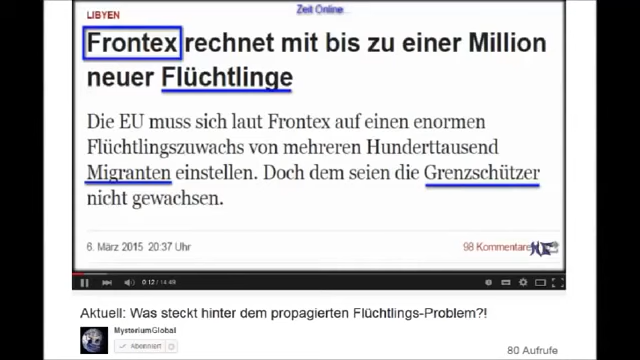 Zeit Online
LIBYEN
Frontex rechnet mit bis zu einer Million
neuer Flüchtlinge
Die EU muss sich laut Frontex auf einen enormen
Flüchtlingszuwachs von mehreren Hunderttausend
Migranten einstellen. Doch dem seien die Grenzschützer
nicht gewachsen.
6. März 2015 20:37 Uhr
98 Kommentare
0:12 / 14:49
Aktuell: Was steckt hinter dem propagierten Flüchtlings-Problem?!
MysteriumGlobal
Abonniert
80 Aufrufe